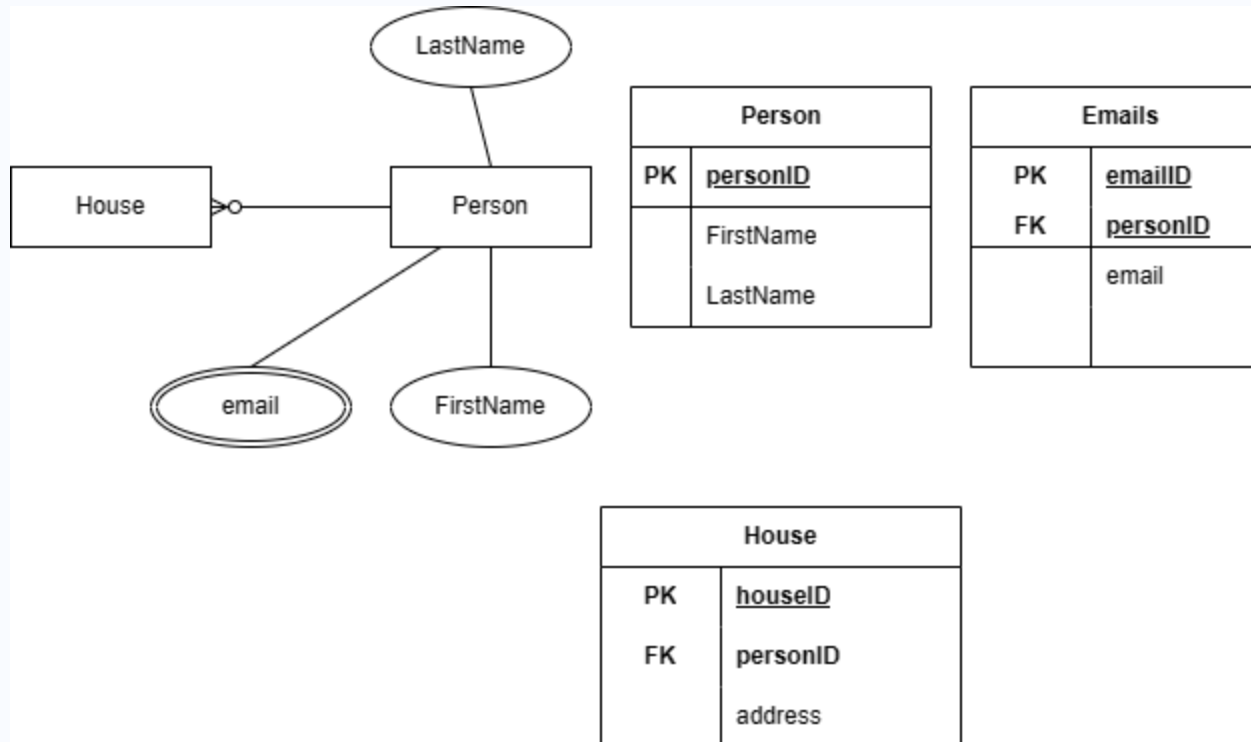 LastName
House
Person
email
FirstName
Person
PK personID
FirstName
LastName
Emails
PK emailID
FK personID
email
House
PK houseID
FK personID
address